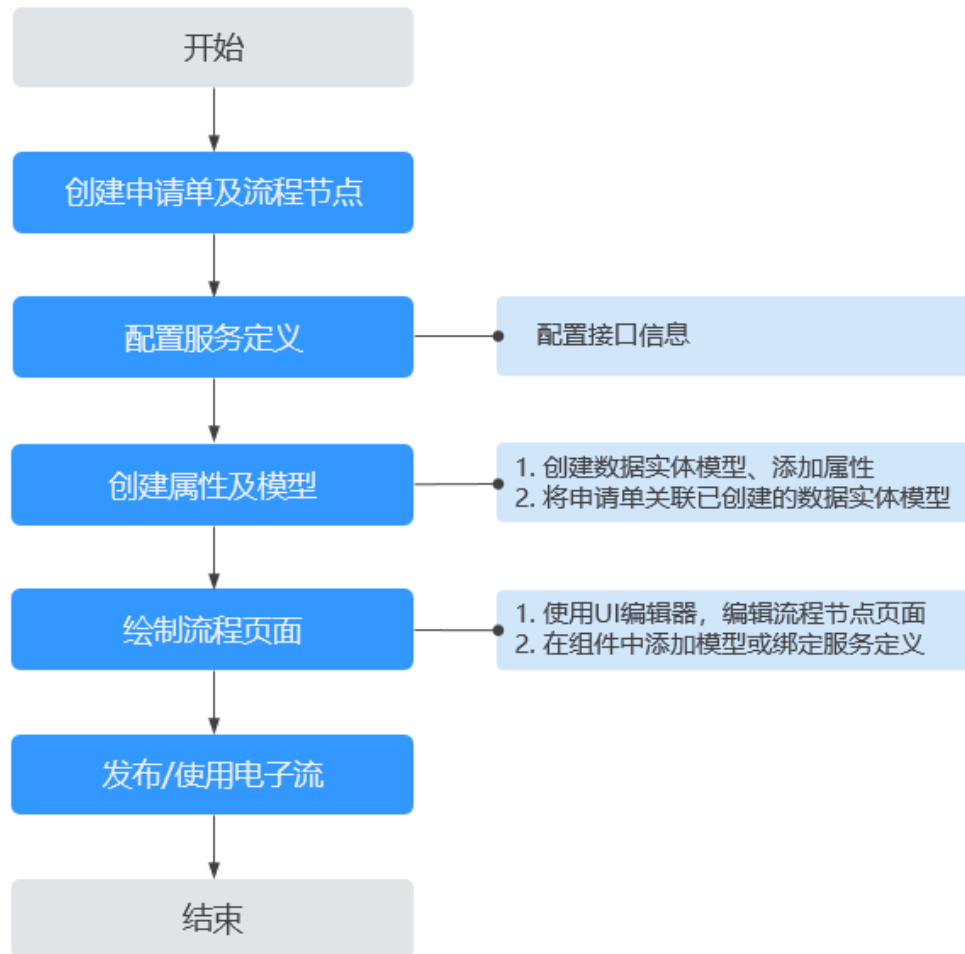 开始
创建申请单及流程节点
配置服务定义
配置接口信息
创建属性及模型
1. 创建数据实体模型、添加属性
2. 将申请单关联已创建的数据实体模型
绘制流程页面
1. 使用UI编辑器，编辑流程节点页面
2. 在组件中添加模型或绑定服务定义
发布/使用电子流
结束